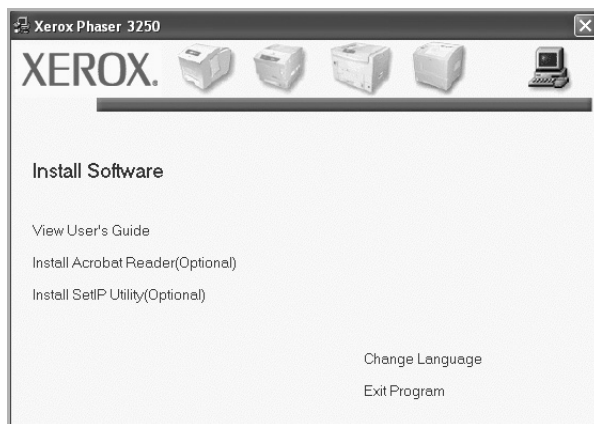 Xerox Phaser 3250
XEROX.
Install Software
View User's Guide
Install Acrobat Reader(Optional)
Install SetIP Utility(Optional)
Change Language
Exit Program